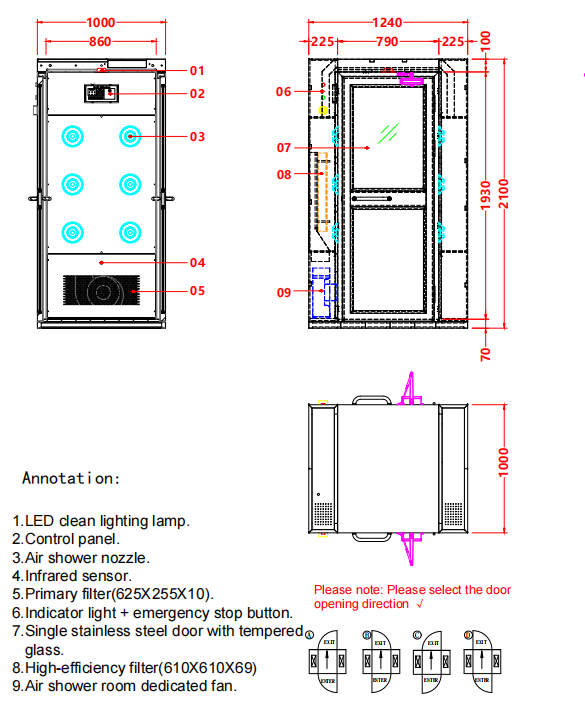 1000
860
1240
225
790
225
100
1930
2100
70
01
02
03
04
05
06
07
08
09
1000
Annotation:
1.LED clean lighting lamp.
2.Control panel.
3.Air shower nozzle.
4.Infrared sensor.
5.Primary filter(625X255X10).
6.Indicator light + emergency stop button.
7.Single stainless steel door with tempered
glass.
8.High-efficiency filter(610X610X69)
9.Air shower room dedicated fan.
Please note: Please select the door
opening direction √
A
B
C
D
EXIT
EXIT
EXIT
EXIT
ENTER
ENTER
ENTER
ENTER